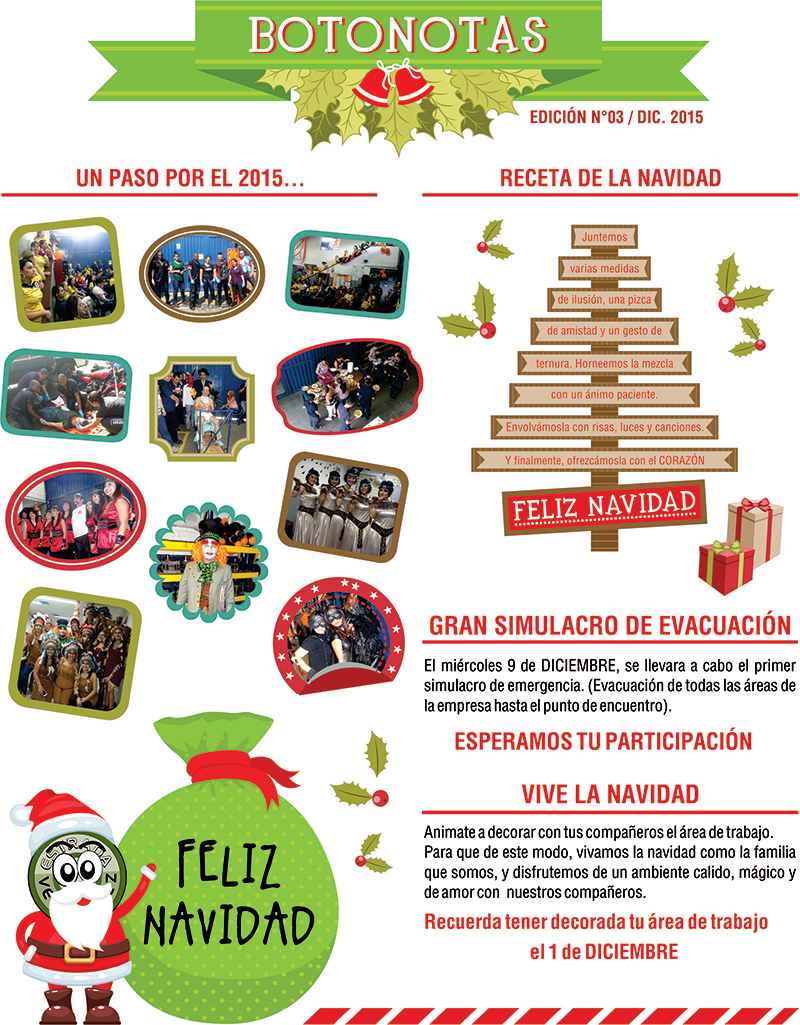 BOTONOTAS
EDICIÓN N°03 / DIC. 2015
UN PASO POR EL 2015...
RECETA DE LA NAVIDAD
Juntemos
varias medidas
de ilusión, una pizca
de amistad y un gesto de
ternura. Horneemos la mezcla
con un ánimo paciente.
Envolvámosla con risas, luces y canciones.
Y finalmente, ofrezcámosla con el CORAZÓN
FELIZ NAVIDAD
GRAN SIMULACRO DE EVACUACIÓN
El miércoles 9 de DICIEMBRE, se llevara a cabo el primer
simulacro de emergencia. (Evacuación de todas las áreas de
la empresa hasta el punto de encuentro).
ESPERAMOS TU PARTICIPACIÓN
VIVE LA NAVIDAD
Animate a decorar con tus compañeros el área de trabajo.
Para que de este modo, vivamos la navidad como la familia
que somos, y disfrutemos de un ambiente calido, mágico y
de amor con nuestros compañeros.
Recuerda tener decorada tu área de trabajo
el 1 de DICIEMBRE
FELIZ
NAVIDAD